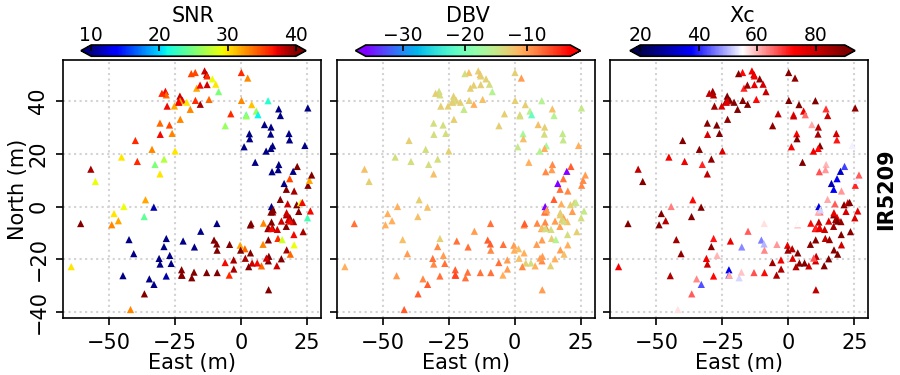 SNR DBV Xc
10 20 30 40 −30 −20 −10 20 40 60 80
North (m)
40
20
0
−20
−40
−50 −25 0 25 −50 −25 0 25 −50 −25 0 25
East (m) East (m) East (m)
IR5209